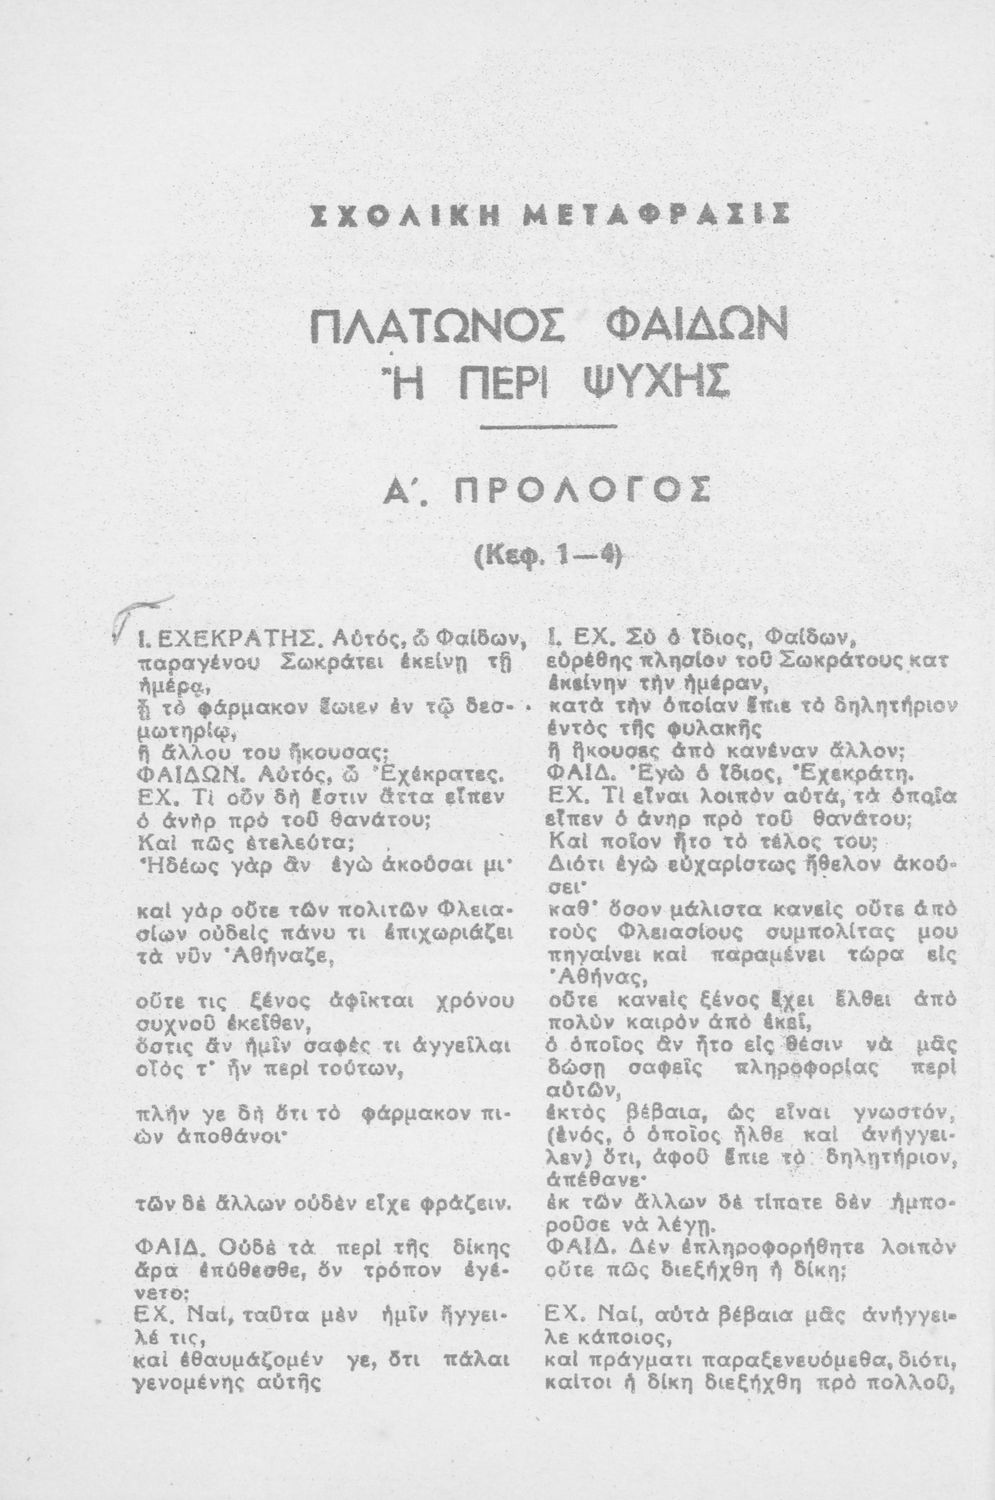 ΣΧΟΛΙΚΗ ΜΕΤΑΦΡΑΣΙΣ
ΠΛΑΤΩΝΟΣ ΦΑΙΔΩΝ
Ἢ ΠΕΡΙ ΨΥΧΗΣ
Α΄. ΠΡΟΛΟΓΟΣ
(Κεφ. 1—4)
I. ΕΧΕΚΡΑΤΗΣ. Αὐτός, ὦ Φαίδων,
παραγένου Σωκράτει ἐκείνῃ τῇ
ἡμέρᾳ,
ᾗ τὸ φάρμακον ἔπιεν ἐν τῷ δεσ-
μωτηρίῳ,
ἢ ἄλλου του ἤκουσας;
ΦΑΙΔΩΝ. Αὐτός, ὦ Ἐχέκρατες.
ΕΧ. Τί οὖν δή ἐστιν ἅττα εἶπεν
ὁ ἀνὴρ πρὸ τοῦ θανάτου;
Καὶ πῶς ἐτελεύτα;
Ἡδέως γὰρ ἂν ἐγὼ ἀκούσαιμι·
καὶ γὰρ οὔτε τῶν πολιτῶν Φλεια-
σίων οὐδεὶς πάνυ τι ἐπιχωριάζει
τὰ νῦν Ἀθήναζε,
οὔτε τις ξένος ἀφῖκται χρόνου
συχνοῦ ἐκεῖθεν,
ὅστις ἂν ἡμῖν σαφές τι ἀγγεῖλαι
οἷός τ' ἦν περὶ τούτων,
πλήν γε δὴ ὅτι τὸ φάρμακον πι-
ὼν ἀποθάνοι·
τῶν δὲ ἄλλων οὐδὲν εἶχε φράζειν.
ΦΑΙΔ. Οὐδὲ τὰ περὶ τῆς δίκης
ἄρα ἐπύθεσθε, ὃν τρόπον ἐγέ-
νετο;
ΕΧ. Ναί, ταῦτα μὲν ἡμῖν ἤγγει-
λέ τις,
καὶ ἐθαυμάζομέν γε, ὅτι πάλαι
γενομένης αὐτῆς
I. ΕΧ. Σὺ ὁ ἴδιος, Φαίδων,
εὑρέθης πλησίον τοῦ Σωκράτους κατ
ἐκείνην τὴν ἡμέραν,
κατὰ τὴν ὁποίαν ἔπιε τὸ δηλητήριον
ἐντὸς τῆς φυλακῆς
ἢ ἤκουσες ἀπὸ κανέναν ἄλλον;
ΦΑΙΔ. Ἐγὼ ὁ ἴδιος, Ἐχεκράτη.
ΕΧ. Τί εἶναι λοιπὸν αὐτά, τὰ ὁποῖα
εἶπεν ὁ ἀνὴρ πρὸ τοῦ θανάτου;
Καὶ ποῖον ἦτο τὸ τέλος του;
Διότι ἐγὼ εὐχαρίστως ἤθελον ἀκού-
σει·
καθ' ὅσον μάλιστα κανεὶς οὔτε ἀπὸ
τοὺς Φλειασίους συμπολίτας μου
πηγαίνει καὶ παραμένει τώρα εἰς
Ἀθήνας,
οὔτε κανεὶς ξένος ἔχει ἔλθει ἀπὸ
πολὺν καιρὸν ἀπὸ ἐκεῖ,
ὁ ὁποῖος ἂν ἦτο εἰς θέσιν νὰ μᾶς
δώσῃ σαφεῖς πληροφορίας περὶ
αὐτῶν,
ἐκτὸς βέβαια, ὡς εἶναι γνωστόν,
(ἑνός, ὁ ὁποῖος ἦλθε καὶ ἀνήγγει-
λεν) ὅτι, ἀφοῦ ἔπιε τὸ δηλητήριον,
ἀπέθανε·
ἐκ τῶν ἄλλων δὲ τίποτε δὲν ἠμπο-
ροῦσε νὰ λέγῃ.
ΦΑΙΔ. Δὲν ἐπληροφορήθητε λοιπὸν
οὔτε πῶς διεξήχθη ἡ δίκη;
ΕΧ. Ναί, αὐτὰ βέβαια μᾶς ἀνήγγει-
λε κάποιος,
καὶ πράγματι παραξενευόμεθα, διότι,
καίτοι ἡ δίκη διεξήχθη πρὸ πολλοῦ,